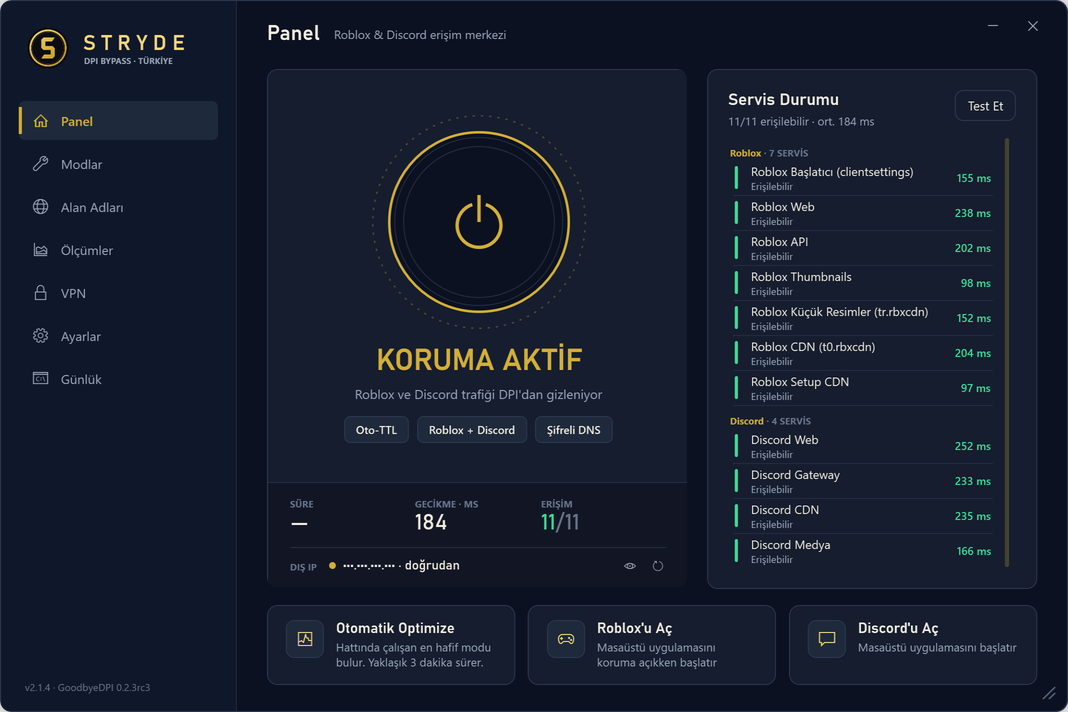 STRYDE
DPI BYPASS · TÜRKİYE
Panel
Modlar
Alan Adları
Ölçümler
VPN
Ayarlar
Günlük
v2.1.4 · GoodbyeDPI 0.2.3rc3
Panel Roblox & Discord erişim merkezi
KORUMA AKTİF
Roblox ve Discord trafiği DPI'dan gizleniyor
Oto-TTL Roblox + Discord Şifreli DNS
SÜRE GECİKME · MS ERİŞİM
— 184 11/11
DIŞ IP •••.•••.•••.••• · doğrudan
Servis Durumu
11/11 erişilebilir · ort. 184 ms
Test Et
Roblox · 7 SERVİS
Roblox Başlatıcı (clientsettings)
Erişilebilir
155 ms
Roblox Web
Erişilebilir
238 ms
Roblox API
Erişilebilir
202 ms
Roblox Thumbnails
Erişilebilir
98 ms
Roblox Küçük Resimler (tr.rbxcdn)
Erişilebilir
152 ms
Roblox CDN (t0.rbxcdn)
Erişilebilir
204 ms
Roblox Setup CDN
Erişilebilir
97 ms
Discord · 4 SERVİS
Discord Web
Erişilebilir
252 ms
Discord Gateway
Erişilebilir
233 ms
Discord CDN
Erişilebilir
235 ms
Discord Medya
Erişilebilir
166 ms
Otomatik Optimize
Hattında çalışan en hafif modu
bulur. Yaklaşık 3 dakika sürer.
Roblox'u Aç
Masaüstü uygulamasını
koruma açıkken başlatır
Discord'u Aç
Masaüstü uygulamasını başlatır